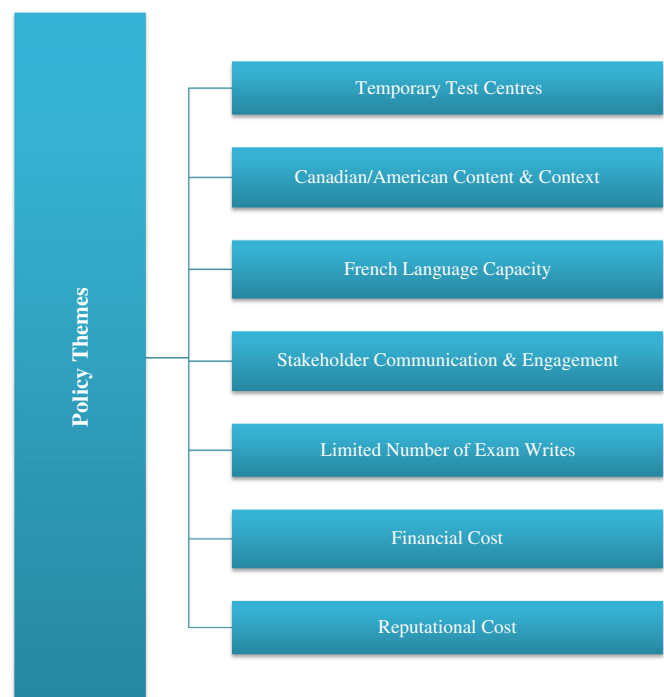 Policy Themes
Temporary Test Centres
Canadian/American Content & Context
French Language Capacity
Stakeholder Communication & Engagement
Limited Number of Exam Writes
Financial Cost
Reputational Cost